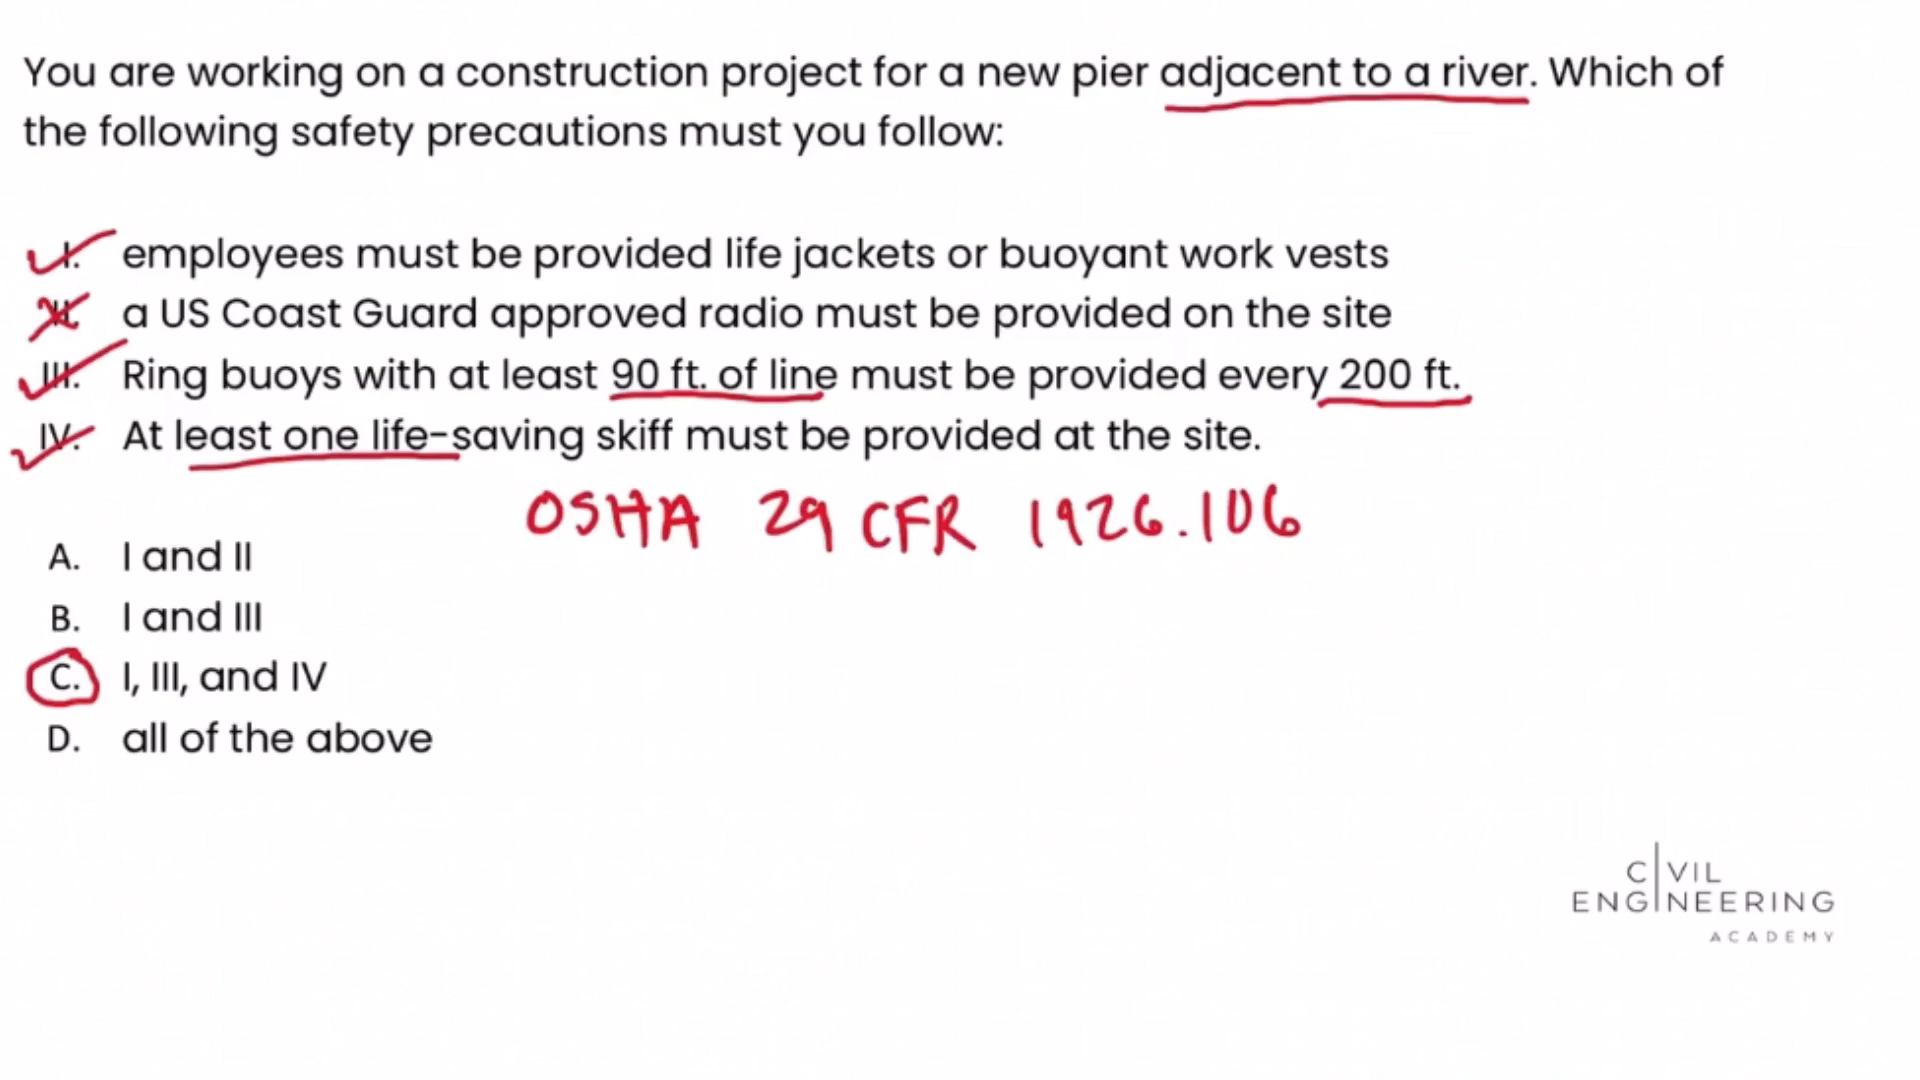 You are working on a construction project for a new pier adjacent to a river. Which of
the following safety precautions must you follow:
I. employees must be provided life jackets or buoyant work vests
II. a US Coast Guard approved radio must be provided on the site
III. Ring buoys with at least 90 ft. of line must be provided every 200 ft.
IV. At least one life-saving skiff must be provided at the site.
OSHA 29 CFR 1926.106
A. I and II
B. I and III
C. I, III, and IV
D. all of the above
CIVIL
ENGINEERING
ACADEMY